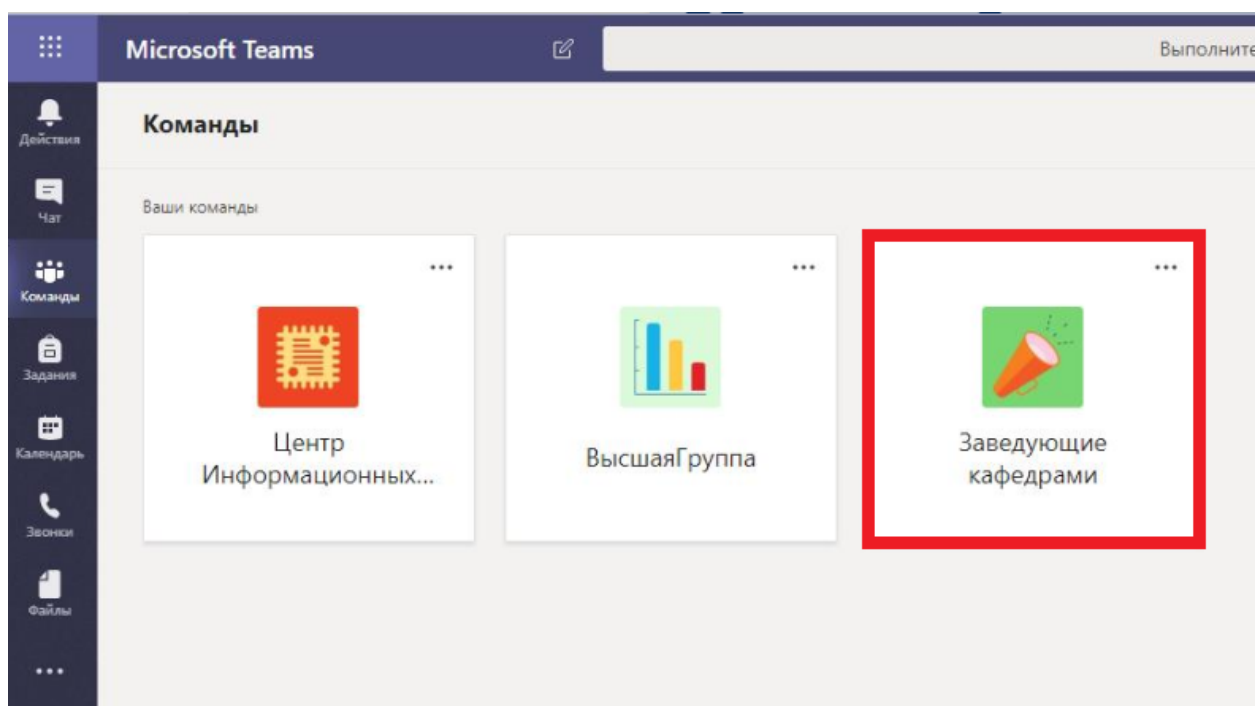 Microsoft Teams
Выполните
Действия
Чат
Команды
Задания
Календарь
Звонки
Файлы
Команды
Ваши команды
Центр
Информационных...
ВысшаяГруппа
Заведующие
кафедрами